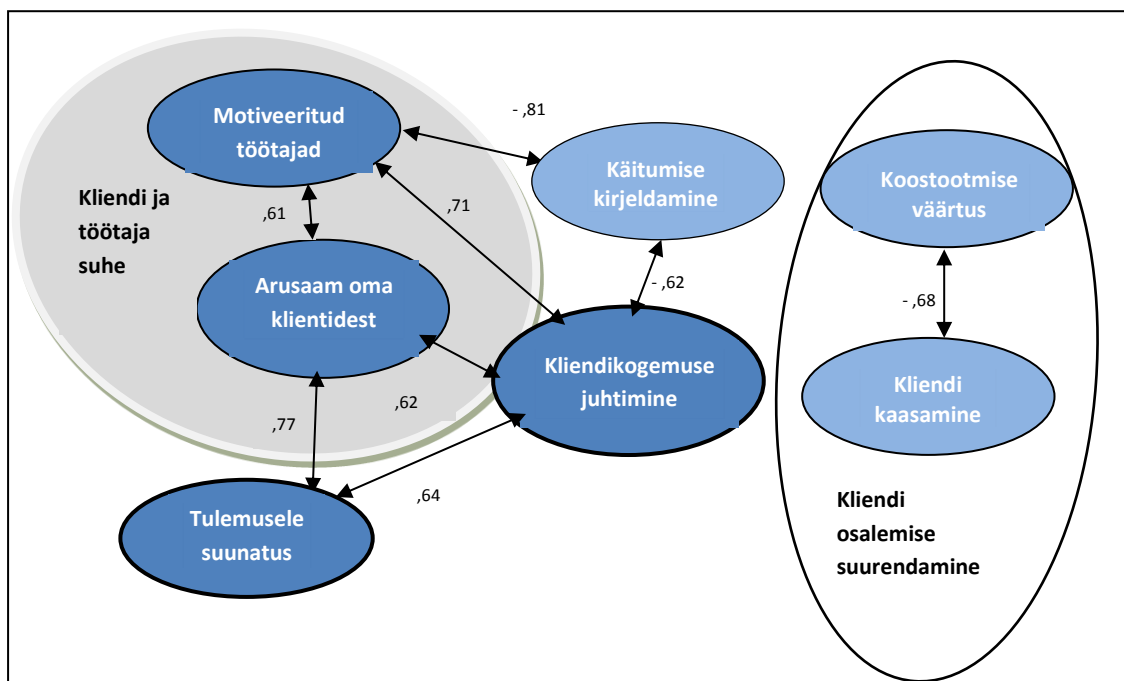 Motiveeritud
töötajad
- ,81
Käitumise
kirjeldamine
Koostootmise
väärtus
Kliendi ja
töötaja
suhe
,61
,71
Arusaam oma
klientidest
- ,62
- ,68
Kliendikogemuse
juhtimine
Kliendi
kaasamine
,77
,62
,64
Tulemusele
suunatus
Kliendi
osalemise
suurendamine